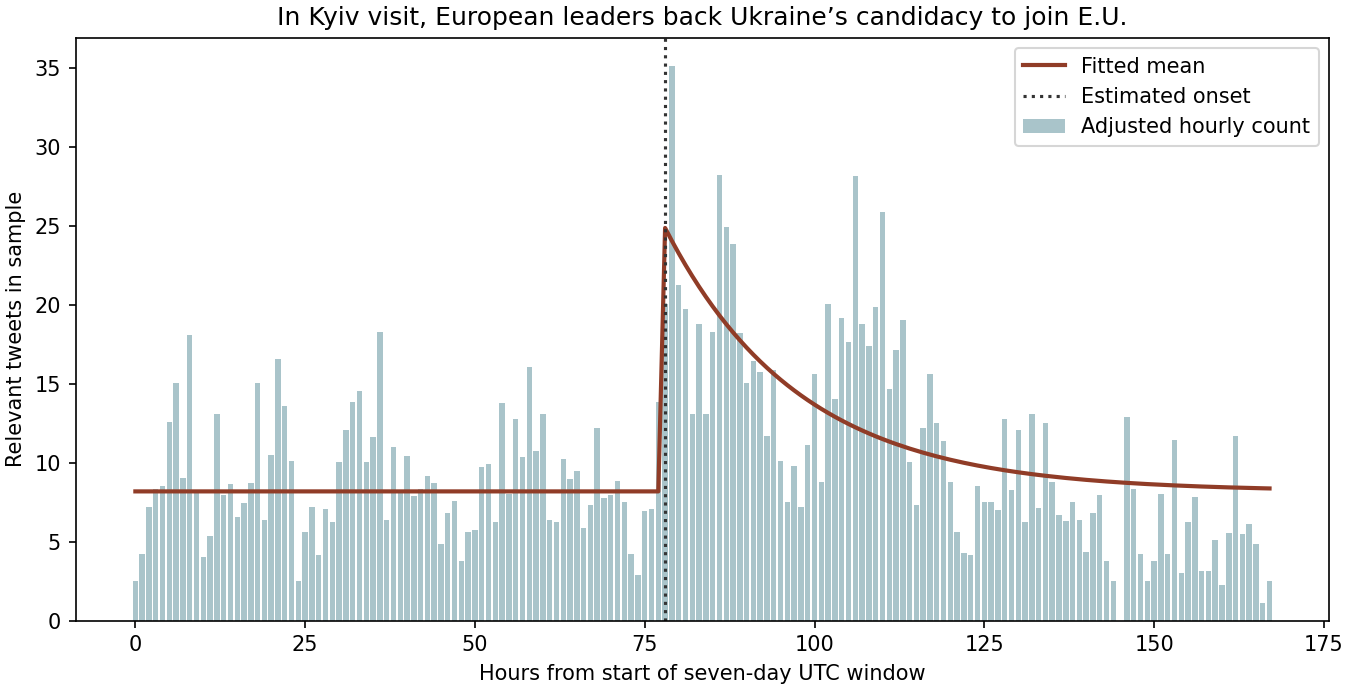 In Kyiv visit, European leaders back Ukraine’s candidacy to join E.U.
Fitted mean
Estimated onset
Adjusted hourly count
Relevant tweets in sample
35
30
25
20
15
10
5
0
0 25 50 75 100 125 150 175
Hours from start of seven-day UTC window